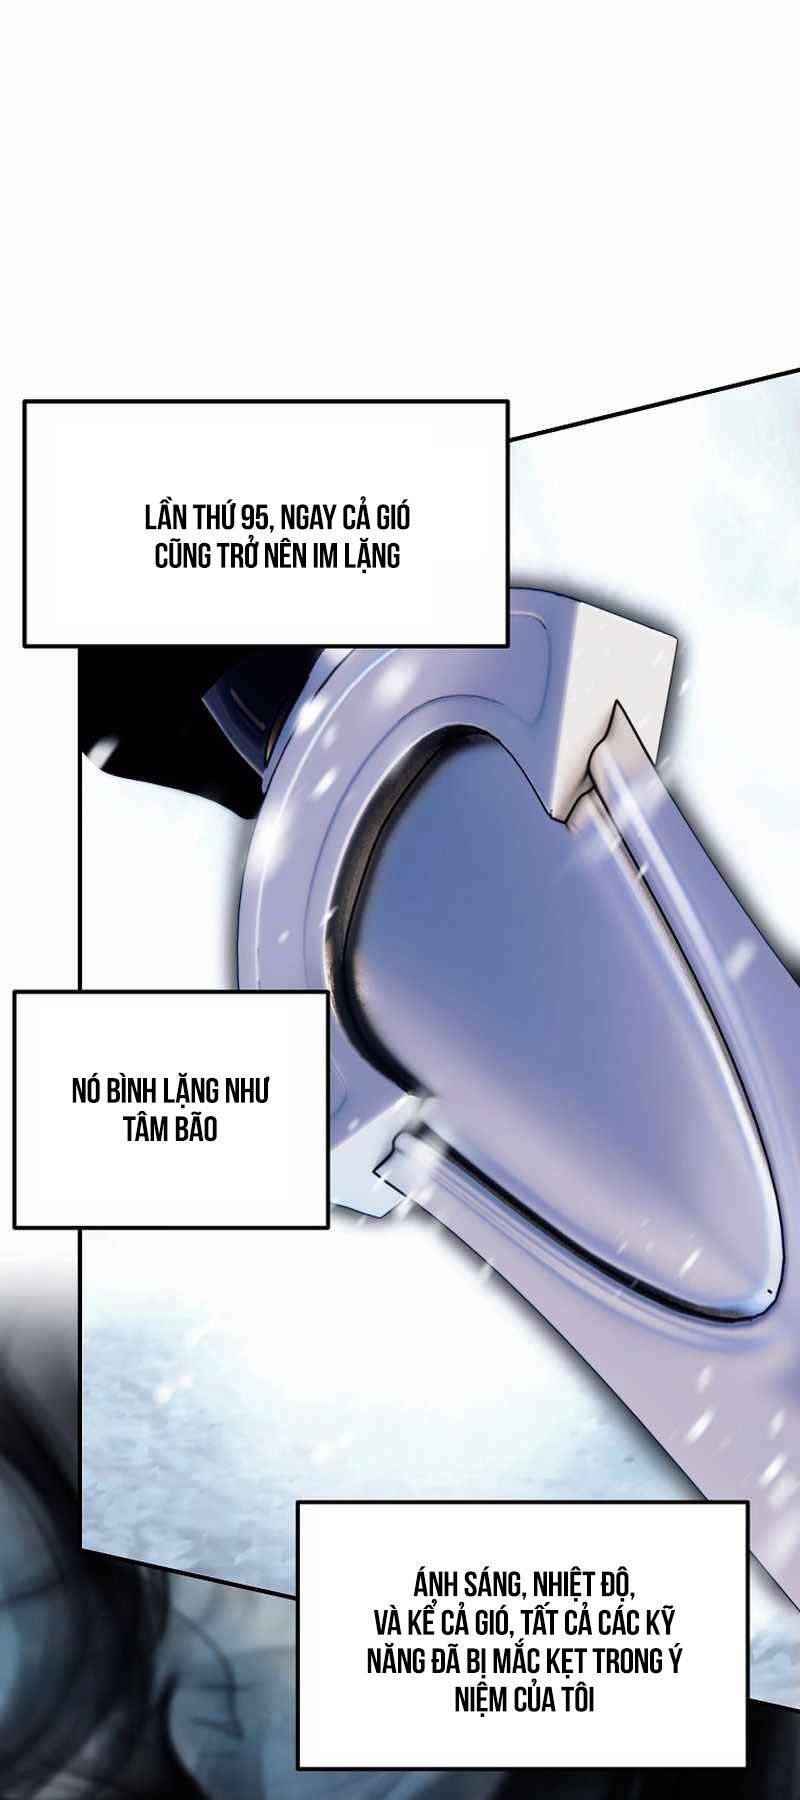 LẦN THỨ 95, NGAY CẢ GIÓ
CŨNG TRỞ NÊN IM LẶNG
NÓ BÌNH LẶNG NHƯ
TÂM BÃO
ÁNH SÁNG, NHIỆT ĐỘ,
VÀ KỂ CẢ GIÓ, TẤT CẢ CÁC KỸ
NĂNG ĐÃ BỊ MẮC KẸT TRONG Ý
NIỆM CỦA TÔI